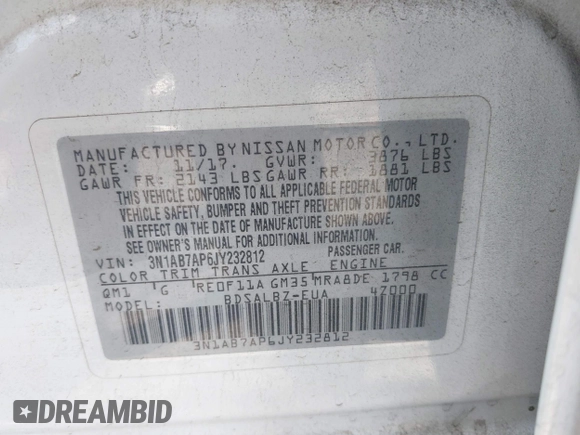 MANUFACTURED BY NISSAN MOTOR CO., LTD.
DATE: 11/17. GVWR: 3876 LBS
GAWR FR: 2143 LBS GAWR RR: 1881 LBS
THIS VEHICLE CONFORMS TO ALL APPLICABLE FEDERAL MOTOR
VEHICLE SAFETY, BUMPER AND THEFT PREVENTION STANDARDS
IN EFFECT ON THE DATE OF MANUFACTURE SHOWN ABOVE.
SEE OWNER'S MANUAL FOR ADDITIONAL INFORMATION.
VIN: 3N1AB7AP6JY232812 PASSENGER CAR.
COLOR TRIM TRANS AXLE ENGINE
QM1 G RE0F11A GM35 MRA8DE 1798 CC
MODEL: BDSALBZ-EUA 42000
3N1AB7AP6JY232812
DREAMBID